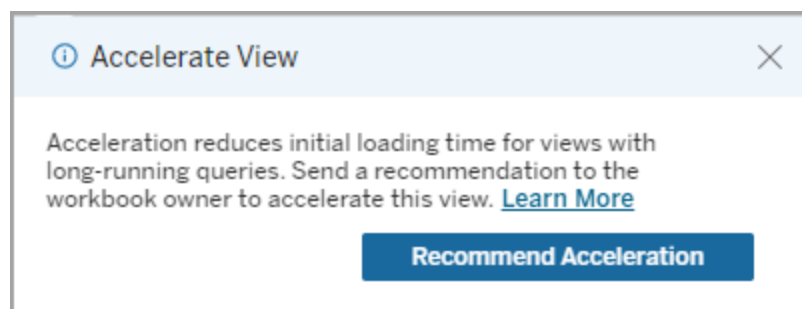 Accelerate View
Acceleration reduces initial loading time for views with
long-running queries. Send a recommendation to the
workbook owner to accelerate this view. Learn More
Recommend Acceleration